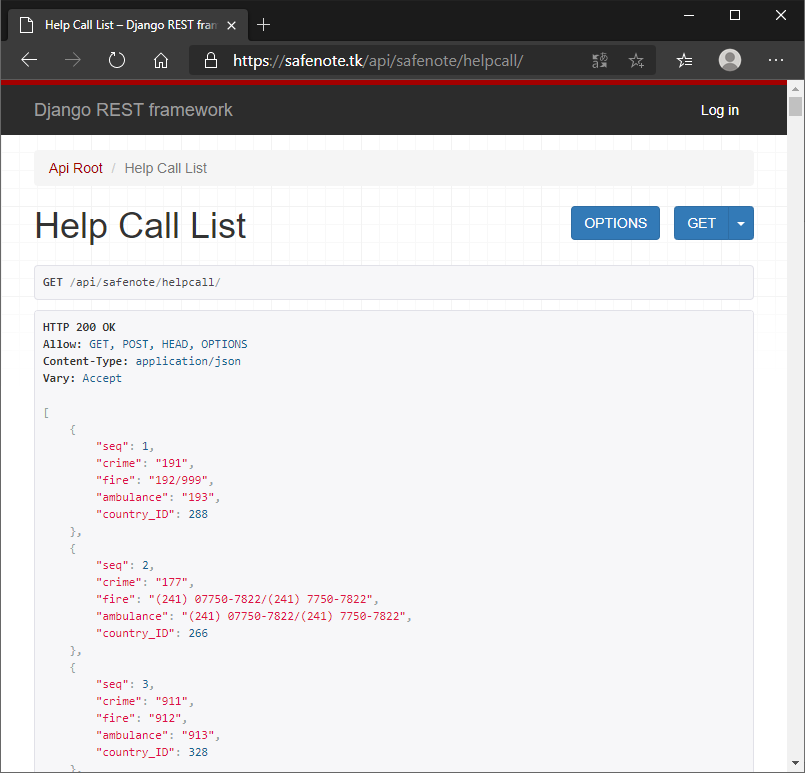 Help Call List – Django REST fram
https://safenote.tk/api/safenote/helpcall/
Django REST framework
Log in
Api Root / Help Call List
Help Call List
OPTIONS
GET
GET /api/safenote/helpcall/
HTTP 200 OK
Allow: GET, POST, HEAD, OPTIONS
Content-Type: application/json
Vary: Accept
[
    {
        "seq": 1,
        "crime": "191",
        "fire": "192/999",
        "ambulance": "193",
        "country_ID": 288
    },
    {
        "seq": 2,
        "crime": "177",
        "fire": "(241) 07750-7822/(241) 7750-7822",
        "ambulance": "(241) 07750-7822/(241) 7750-7822",
        "country_ID": 266
    },
    {
        "seq": 3,
        "crime": "911",
        "fire": "912",
        "ambulance": "913",
        "country_ID": 328
    },